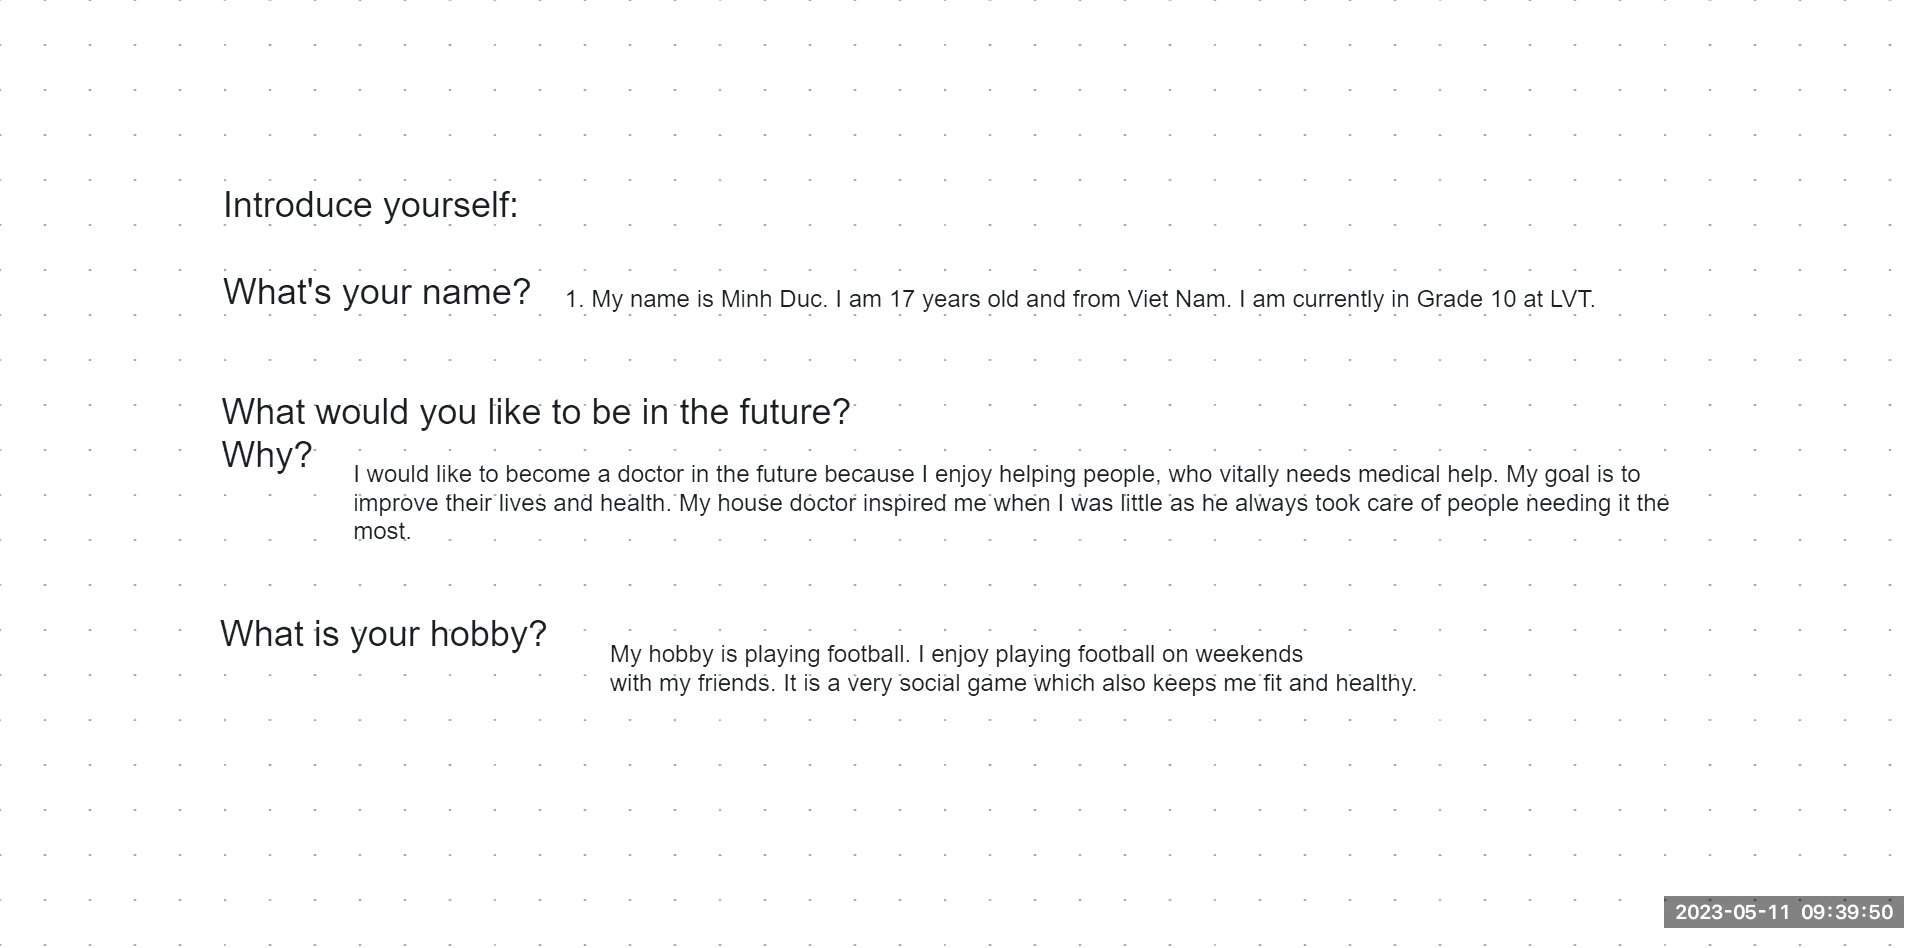 Introduce yourself:
What's your name?
1. My name is Minh Duc. I am 17 years old and from Viet Nam. I am currently in Grade 10 at LVT.
What would you like to be in the future?
Why?
I would like to become a doctor in the future because I enjoy helping people, who vitally needs medical help. My goal is to
improve their lives and health. My house doctor inspired me when I was little as he always took care of people needing it the
most.
What is your hobby?
My hobby is playing football. I enjoy playing football on weekends
with my friends. It is a very social game which also keeps me fit and healthy.
2023-05-11 09:39:50